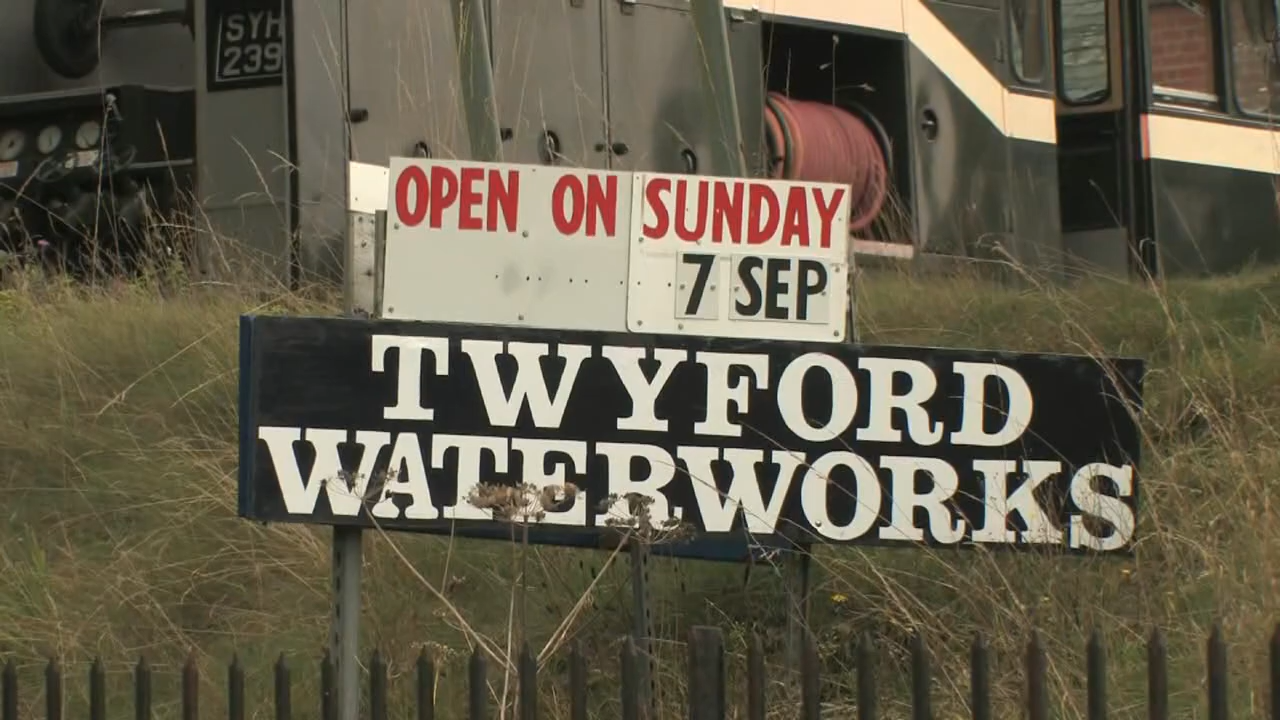 SYH
239
OPEN ON SUNDAY
7 SEP
TWYFORD
WATERWORKS